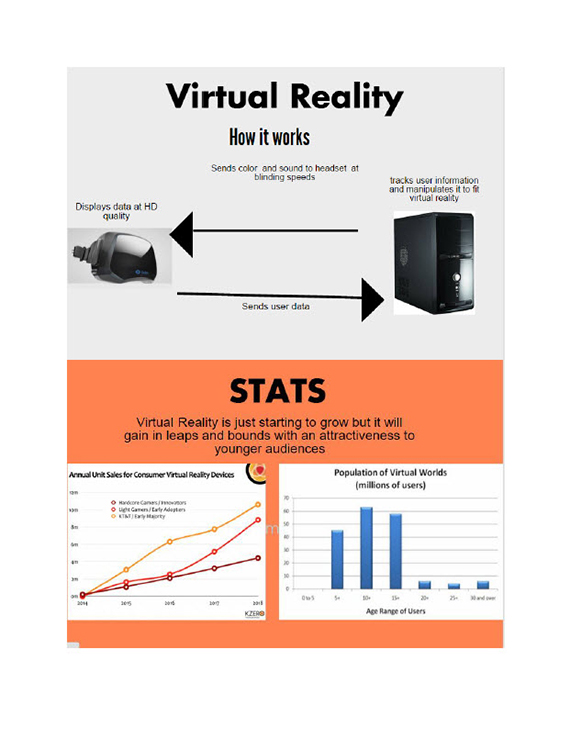 Virtual Reality
How it works
Sends color and sound to headset at
blinding speeds
tracks user information
and manipulates it to fit
virtual reality
Displays data at HD
quality
Sends user data
STATS
Virtual Reality is just starting to grow but it will
gain in leaps and bounds with an attractiveness to
younger audiences
Annual Unit Sales for Consumer Virtual Reality Devices
Hardcore Gamers / Innovators
Light Gamers / Early Adopters
KT&T / Early Majority
12m
10m
8m
6m
4m
2m
0m
2014 2015 2016 2017 2018
KZERO
m
Population of Virtual Worlds
(millions of users)
70
60
50
40
30
20
10
0 to 5 5+ 10+ 15+ 20+ 25+ 30 and over
Age Range of Users